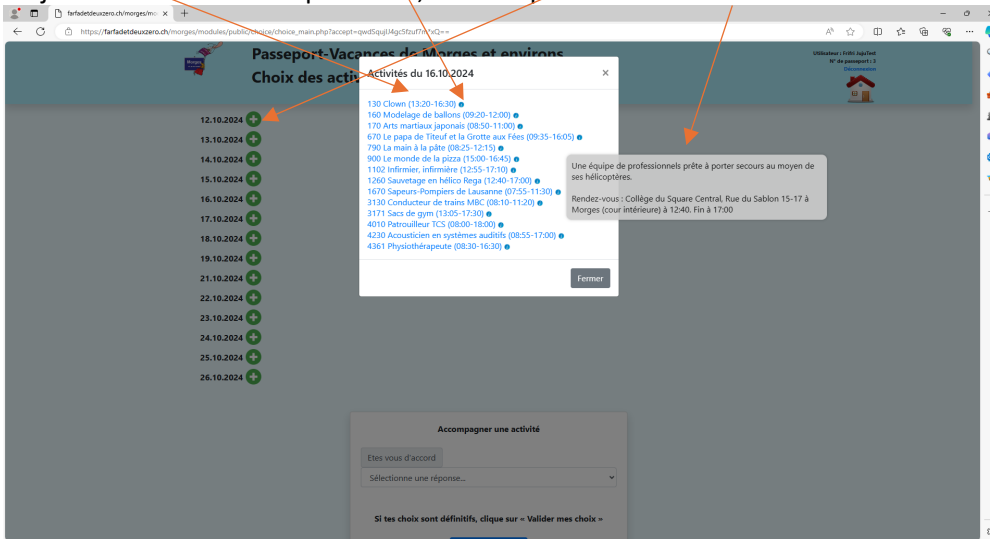 farfadetdeuxzero.ch/morges/mo
https://farfadetdeuxzero.ch/morges/modules/public/choice/choice_main.php?accept=
Passeport-Vacances de Morges et environs
Choix des activ
Utilisateur : Fribi JujuTest
N° de passeport : 3
Déconnexion
Activités du 16.10.2024 ×
130 Clown (13:20-16:30)
160 Modelage de ballons (09:20-12:00)
170 Arts martiaux japonais (08:50-11:00)
670 Le papa de Titeuf et la Grotte aux Fées (09:35-16:05)
790 La main à la pâte (08:25-12:15)
900 Le monde de la pizza (15:00-16:45)
1102 Infirmier, infirmière (12:55-17:10)
1260 Sauvetage en hélico Rega (12:40-17:00)
1670 Sapeurs-Pompiers de Lausanne (07:55-11:30)
3130 Conducteur de trains MBC (08:10-11:20)
3171 Sacs de gym (13:05-17:30)
4010 Patrouilleur TCS (08:00-18:00)
4230 Acousticien en systèmes auditifs (08:55-17:00)
4361 Physiothérapeute (08:30-16:30)
Fermer
Une équipe de professionnels prête à porter secours au moyen de
ses hélicoptères.
Rendez-vous : Collège du Square Central, Rue du Sablon 15-17 à
Morges (cour intérieure) à 12:40. Fin à 17:00
12.10.2024
13.10.2024
14.10.2024
15.10.2024
16.10.2024
17.10.2024
18.10.2024
19.10.2024
21.10.2024
22.10.2024
23.10.2024
24.10.2024
25.10.2024
26.10.2024
Accompagner une activité
Etes vous d'accord
Sélectionne une réponse...
Si tes choix sont définitifs, clique sur « Valider mes choix »